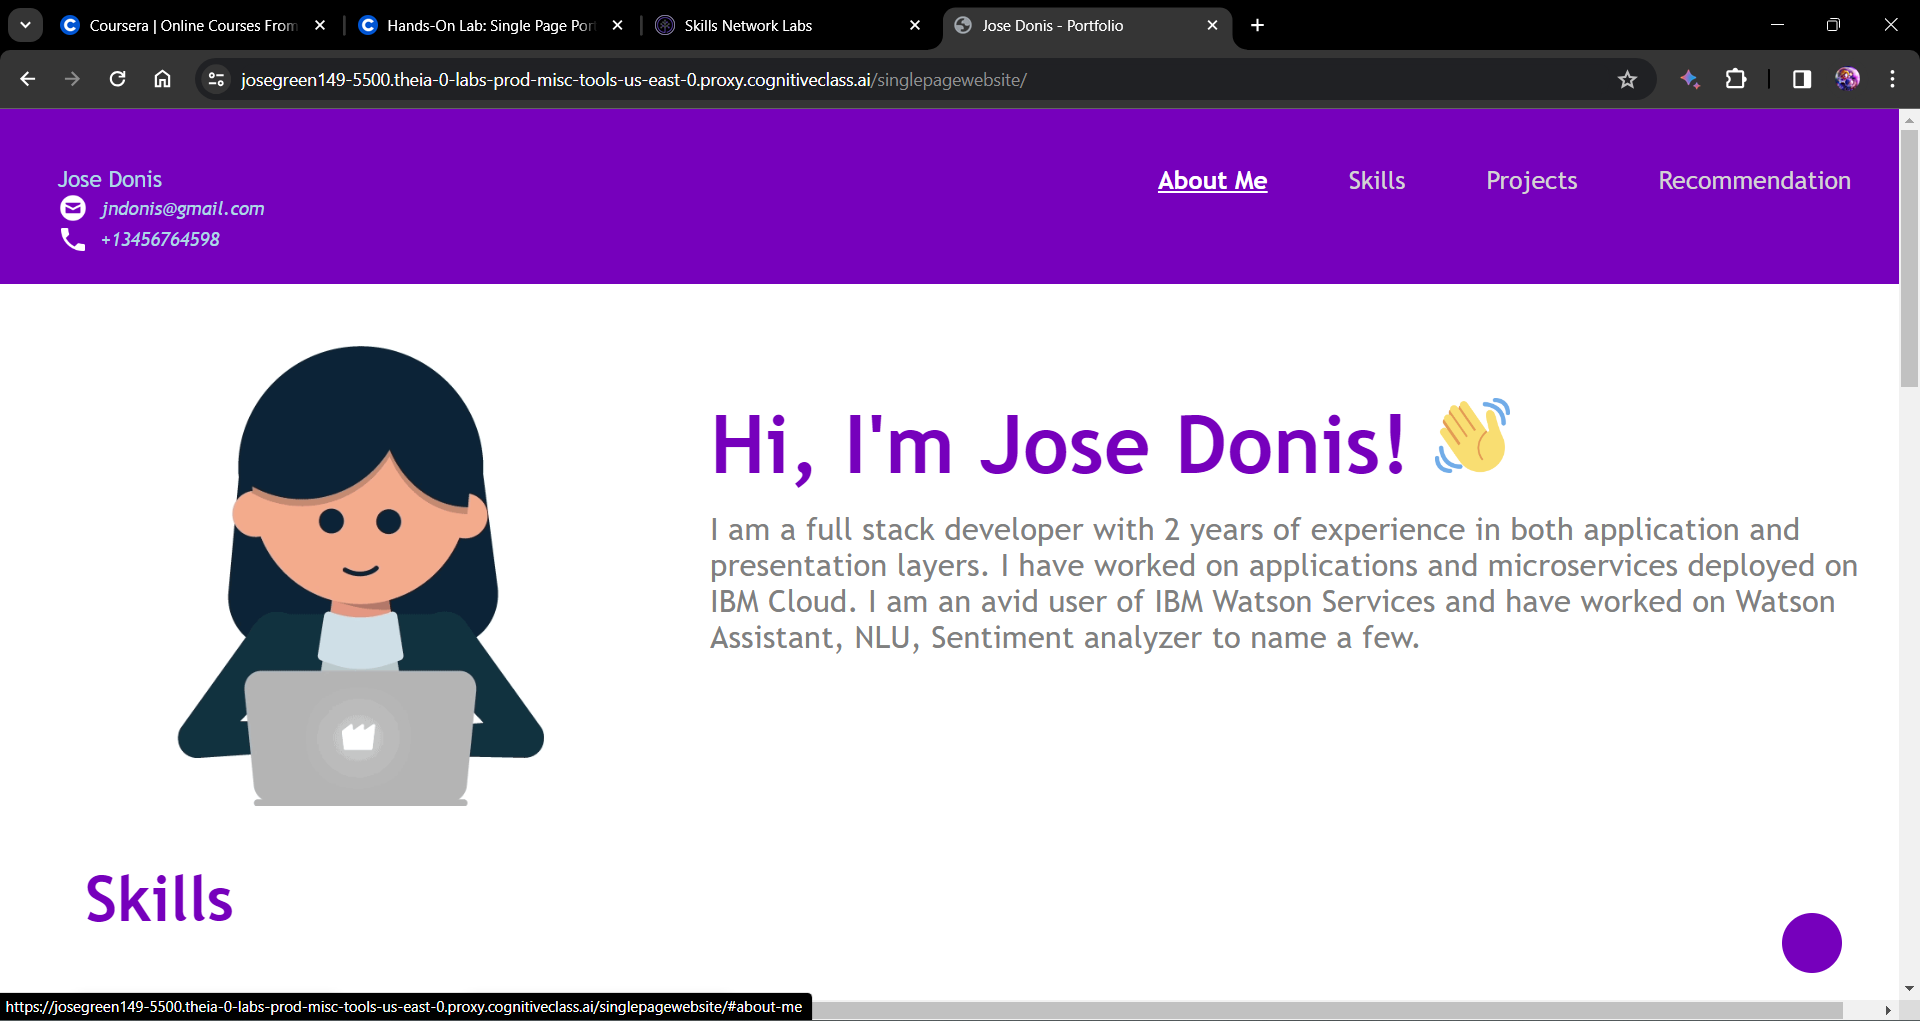 Coursera | Online Courses From
Hands-On Lab: Single Page Por
Skills Network Labs
Jose Donis - Portfolio
josegreen149-5500.theia-0-labs-prod-misc-tools-us-east-0.proxy.cognitiveclass.ai/singlepagewebsite/
Jose Donis
jndonis@gmail.com
+13456764598
About Me
Skills
Projects
Recommendation
Hi, I'm Jose Donis! 👋
I am a full stack developer with 2 years of experience in both application and
presentation layers. I have worked on applications and microservices deployed on
IBM Cloud. I am an avid user of IBM Watson Services and have worked on Watson
Assistant, NLU, Sentiment analyzer to name a few.
Skills
https://josegreen149-5500.theia-0-labs-prod-misc-tools-us-east-0.proxy.cognitiveclass.ai/singlepagewebsite/#about-me